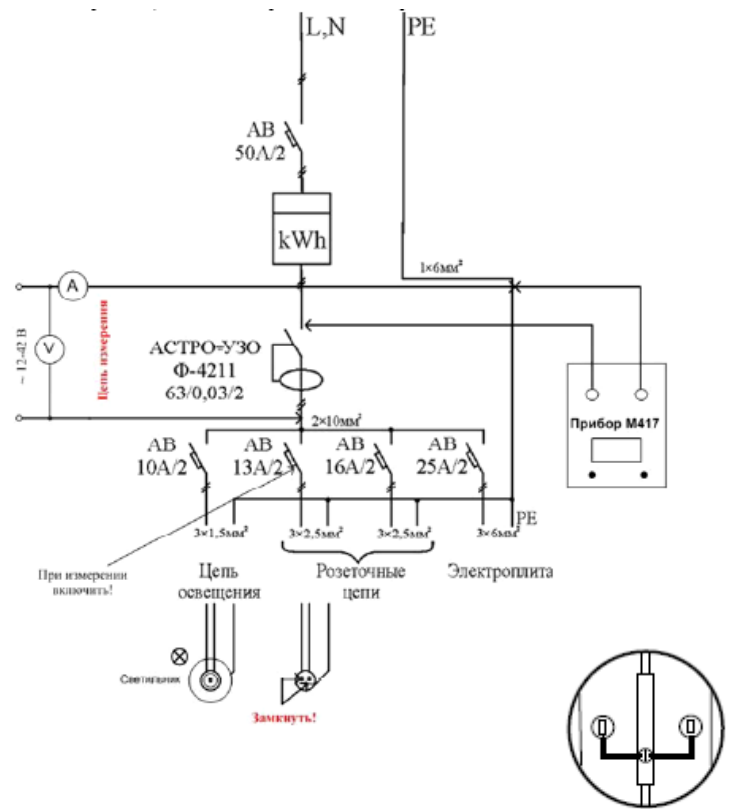 L,N
PE
АВ
50А/2
kWh
1×6мм²
А
V
~ 12-42 В
Цепь измерения
АСТРО*УЗО
Ф-4211
63/0,03/2
Прибор М417
2×10мм²
АВ
10А/2
АВ
13А/2
АВ
16А/2
АВ
25А/2
PE
3×1,5мм²
3×2,5мм²
3×2,5мм²
3×6мм²
При измерении
включить!
Цепь
освещения
Розеточные
цепи
Электроплита
Светильник
Замкнуть!